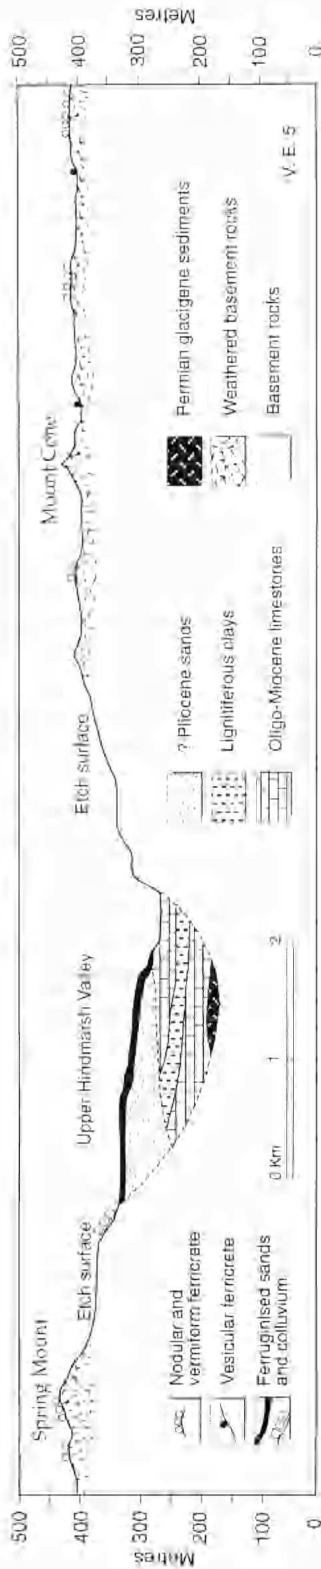 Metres
500
400
300
200
100
0
Spring Mount
Etch surface
Upper Hindmarsh Valley
Etch surface
Mount Cone
Metres
500
400
300
200
100
0
Nodular and
vermiform ferricrete
Vesicular ferricrete
Ferruginised sands
and colluvium
0 Km
1
2
?-Pliocene sands
Lignitiferous clays
Oligo-Miocene limestones
Permian glacigene sediments
Weathered basement rocks
Basement rocks
V. E. 5